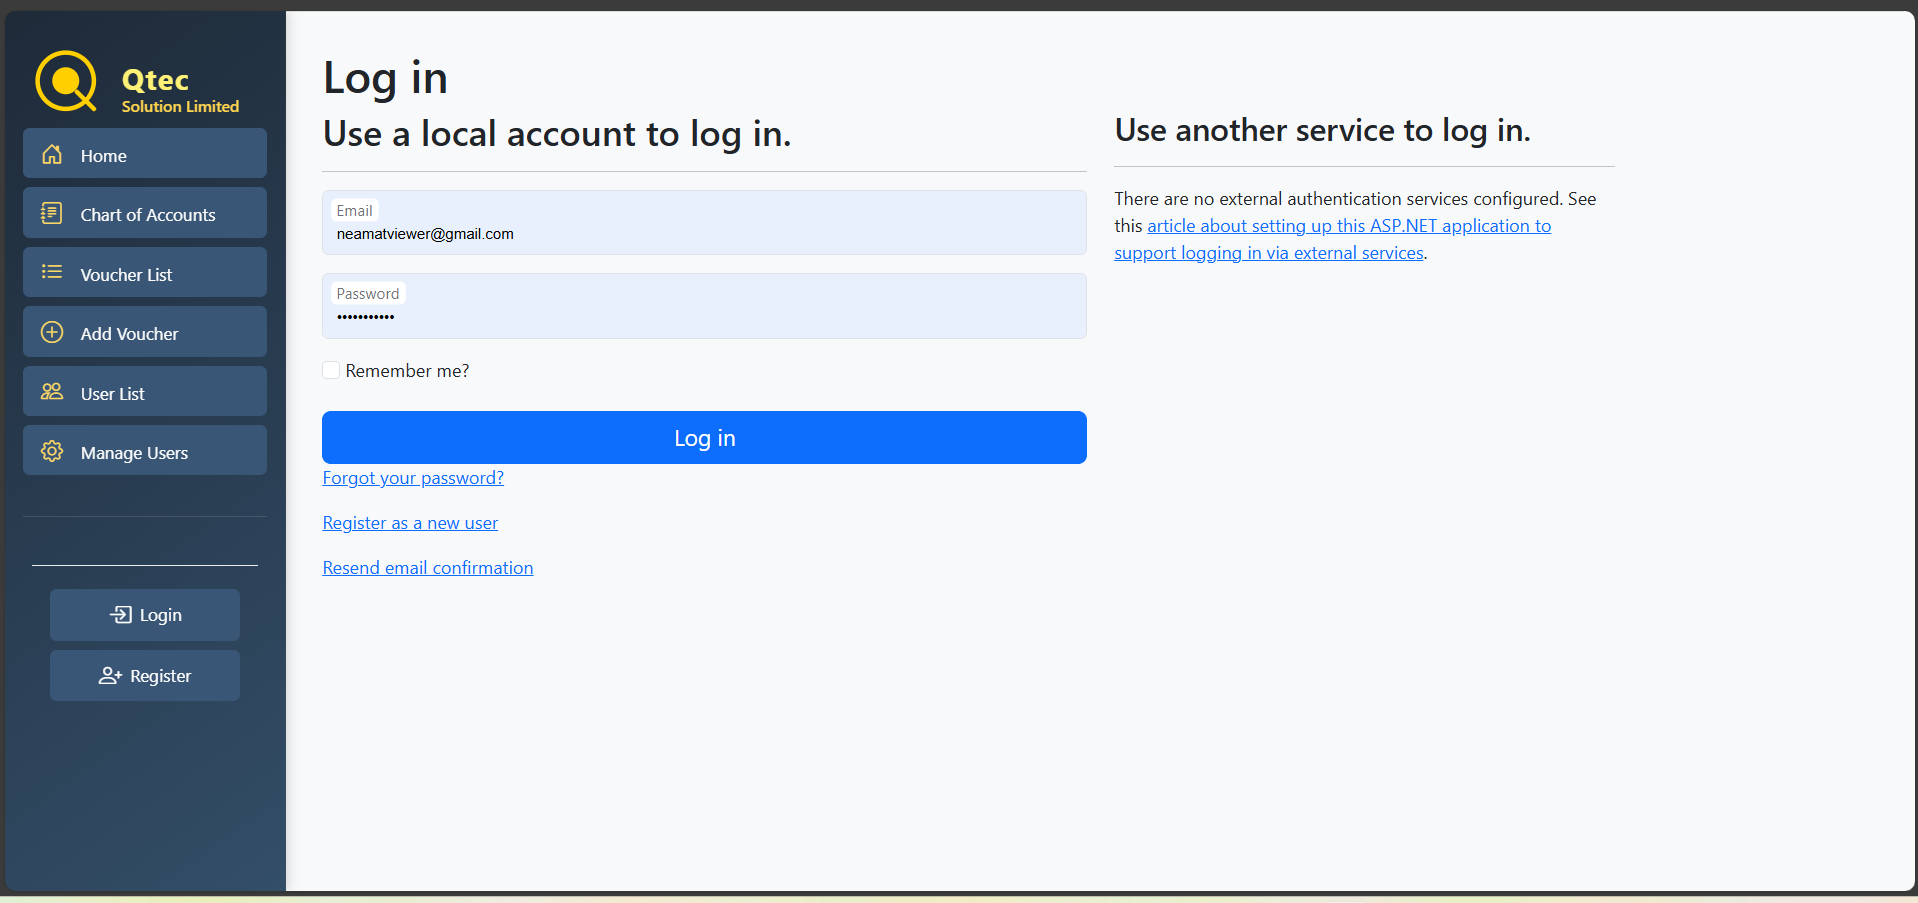 Qtec
Solution Limited
Home
Chart of Accounts
Voucher List
Add Voucher
User List
Manage Users
Login
Register
Log in
Use a local account to log in.
Email
neamatviewer@gmail.com
Password
•••••••••••
Remember me?
Log in
Forgot your password?
Register as a new user
Resend email confirmation
Use another service to log in.
There are no external authentication services configured. See
this article about setting up this ASP.NET application to
support logging in via external services.